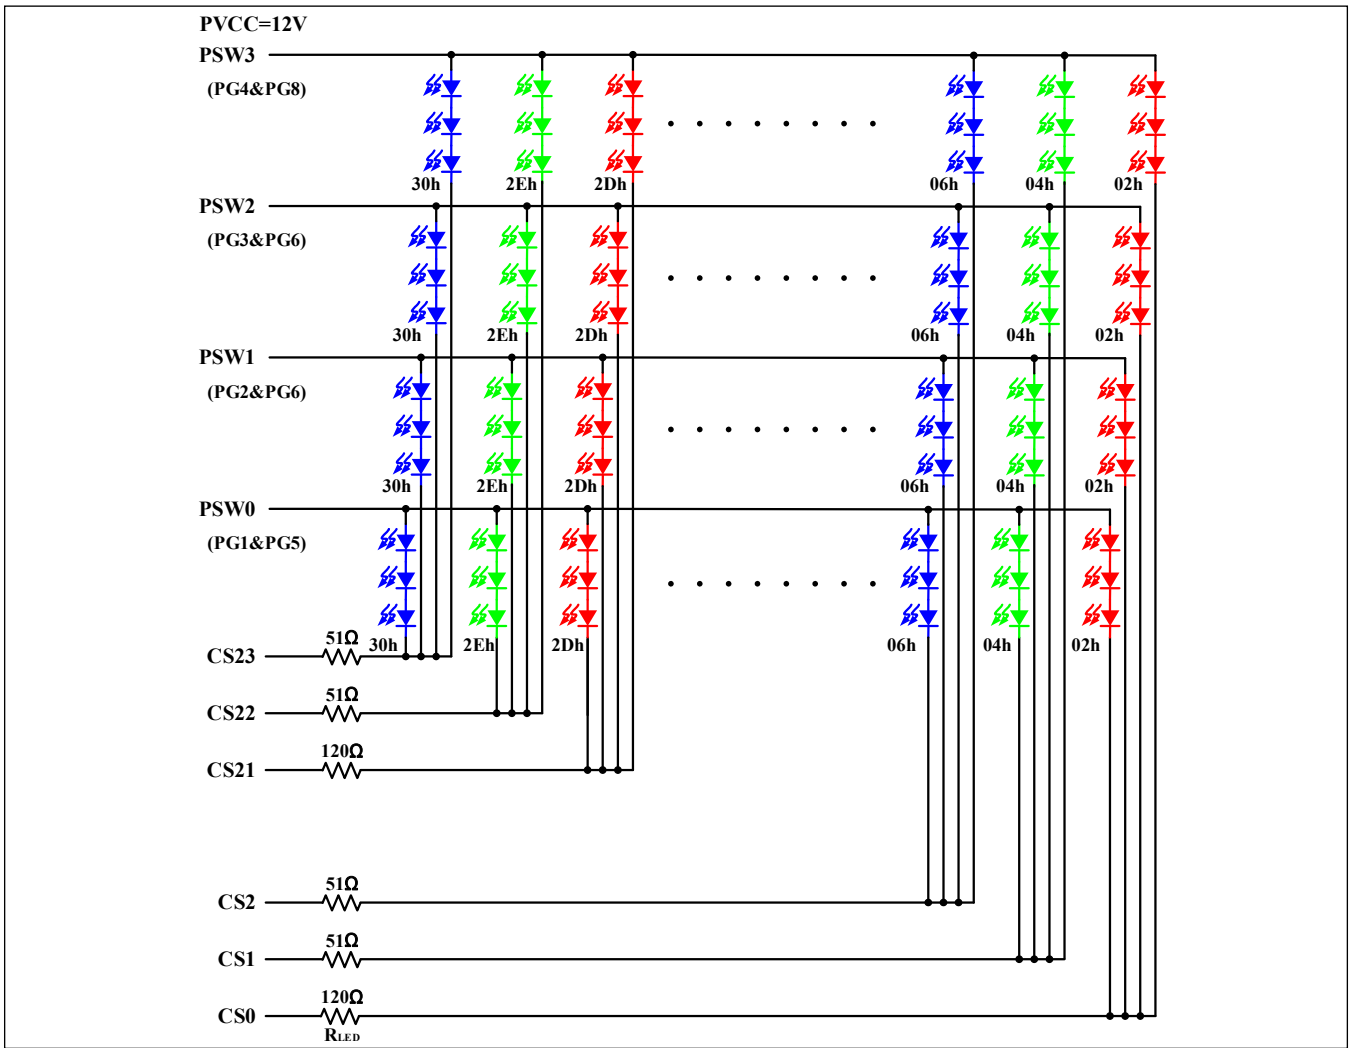 PVCC=12V
PSW3
(PG4&PG8)
30h 2Eh 2Dh 06h 04h 02h
PSW2
(PG3&PG6)
30h 2Eh 2Dh 06h 04h 02h
PSW1
(PG2&PG6)
30h 2Eh 2Dh 06h 04h 02h
PSW0
(PG1&PG5)
30h 2Eh 2Dh 06h 04h 02h
51Ω
CS23
51Ω
CS22
120Ω
CS21
51Ω
CS2
51Ω
CS1
120Ω
CS0
RLED